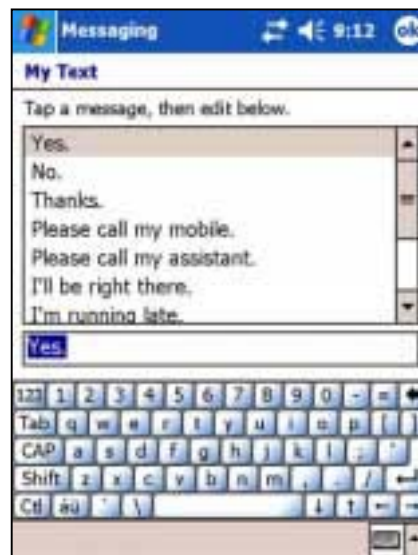 Messaging 9:12 ok
My Text
Tap a message, then edit below.
Yes.
No.
Thanks.
Please call my mobile.
Please call my assistant.
I'll be right there.
I'm running late.
Yes.
123 1 2 3 4 5 6 7 8 9 0 - =
Tab q w e r t y u i o p [ ]
CAP a s d f g h j k l ; '
Shift z x c v b n m , . /
Ctl áü ` \